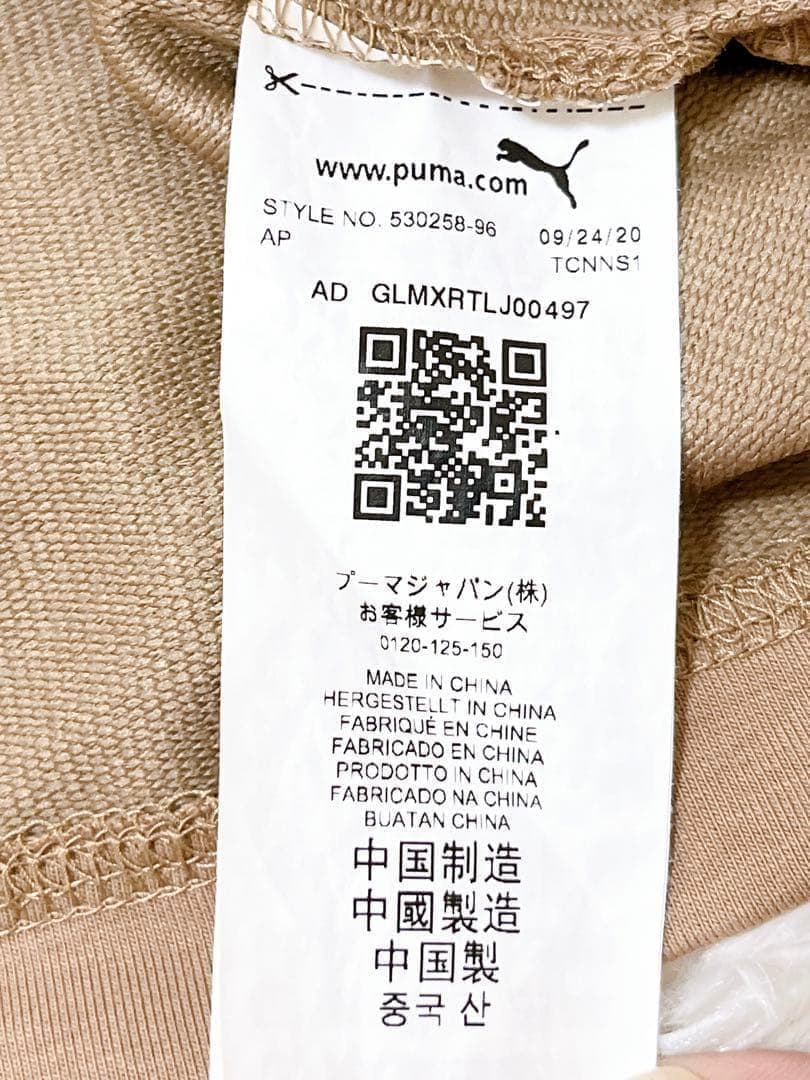 www.puma.com
STYLE NO. 530258-96 09/24/20
AP TCNNS1
AD GLMXRTLJ00497
プーマジャパン(株)
お客様サービス
0120-125-150
MADE IN CHINA
HERGESTELLT IN CHINA
FABRIQUÉ EN CHINE
FABRICADO EN CHINA
PRODOTTO IN CHINA
FABRICADO NA CHINA
BUATAN CHINA
中国制造
中國製造
中国製
중국 산